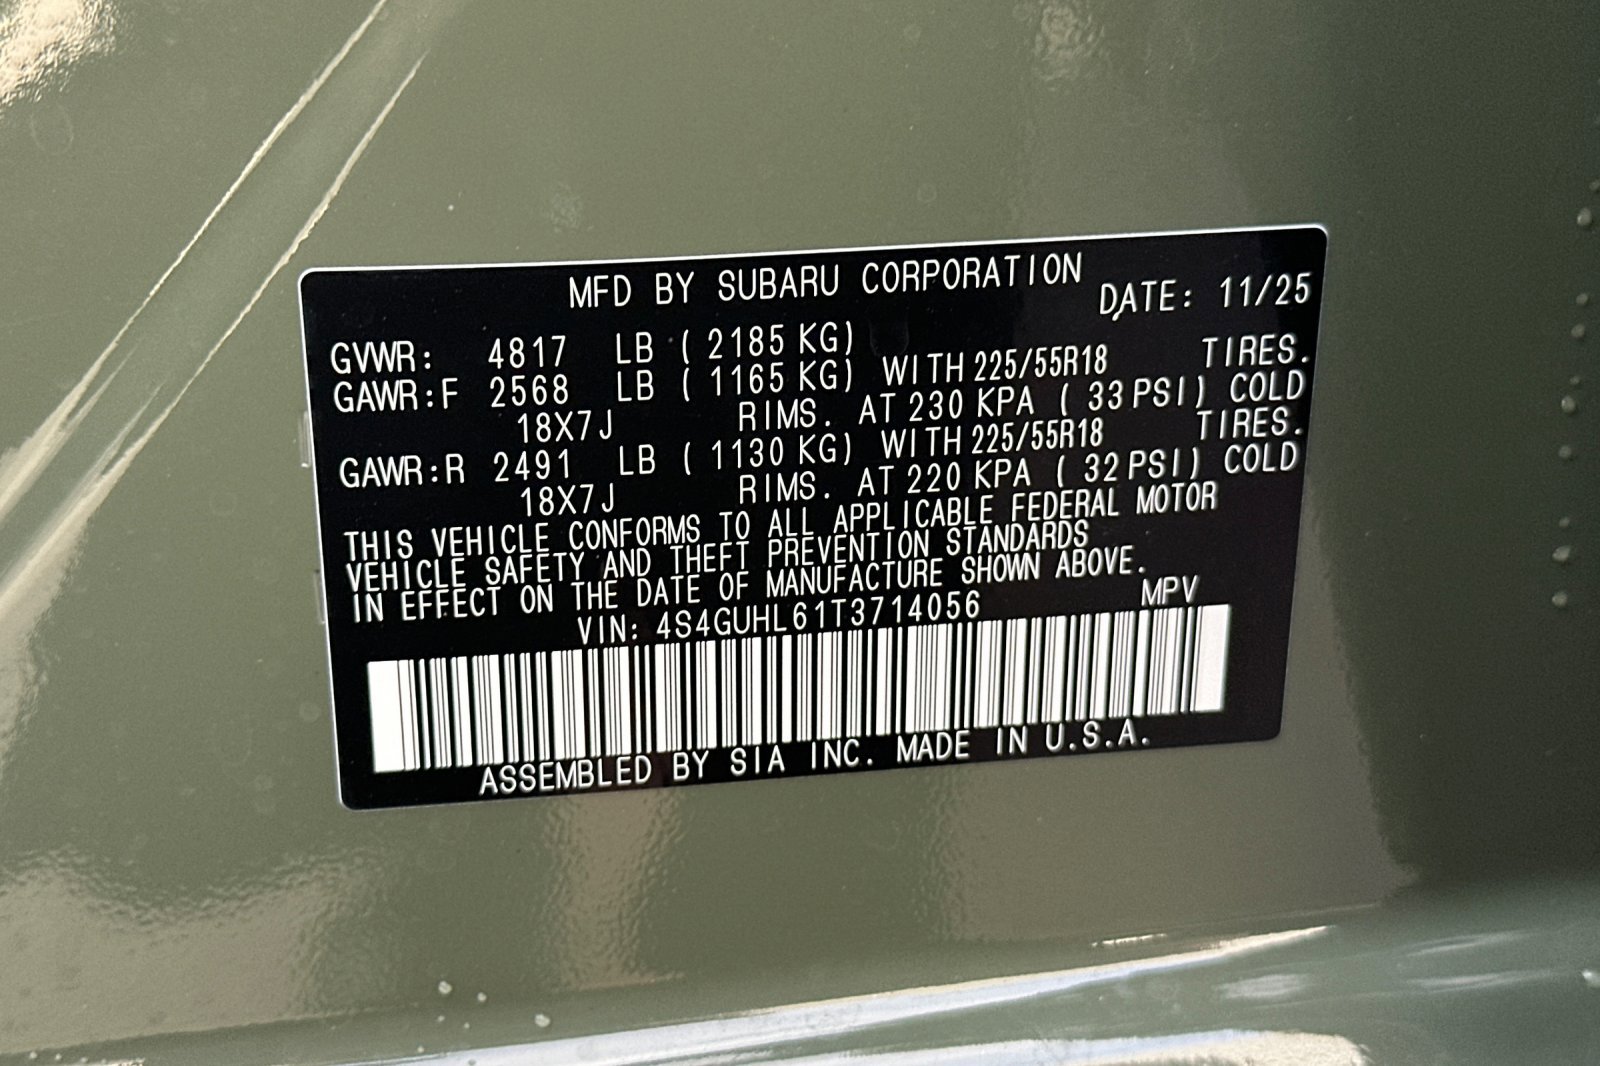 MFD BY SUBARU CORPORATION
DATE: 11/25
GVWR: 4817 LB ( 2185 KG)
GAWR:F 2568 LB ( 1165 KG) WITH 225/55R18 TIRES.
18X7J RIMS. AT 230 KPA ( 33 PSI) COLD
GAWR:R 2491 LB ( 1130 KG) WITH 225/55R18 TIRES.
18X7J RIMS. AT 220 KPA ( 32 PSI) COLD
THIS VEHICLE CONFORMS TO ALL APPLICABLE FEDERAL MOTOR
VEHICLE SAFETY AND THEFT PREVENTION STANDARDS
IN EFFECT ON THE DATE OF MANUFACTURE SHOWN ABOVE.
VIN: 4S4GUHL61T3714056 MPV
ASSEMBLED BY SIA INC. MADE IN U.S.A.